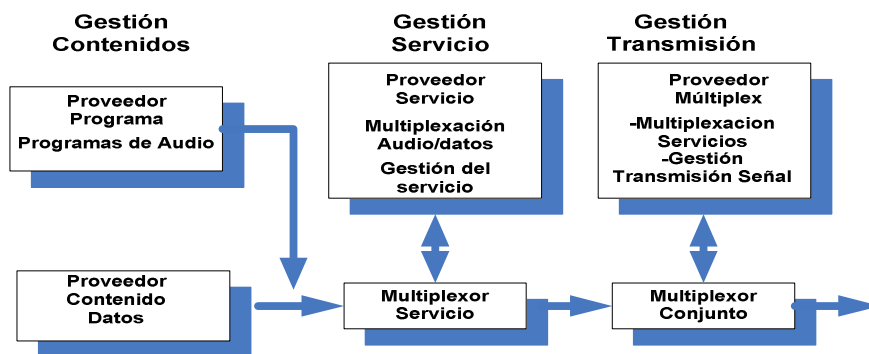 Gestión
Contenidos
Gestión
Servicio
Gestión
Transmisión
Proveedor
Programa
Programas de Audio
Proveedor
Servicio
Multiplexación
Audio/datos
Gestión del
servicio
Proveedor
Múltiplex
-Multiplexacion
Servicios
-Gestión
Transmisión Señal
Proveedor
Contenido
Datos
Multiplexor
Servicio
Multiplexor
Conjunto